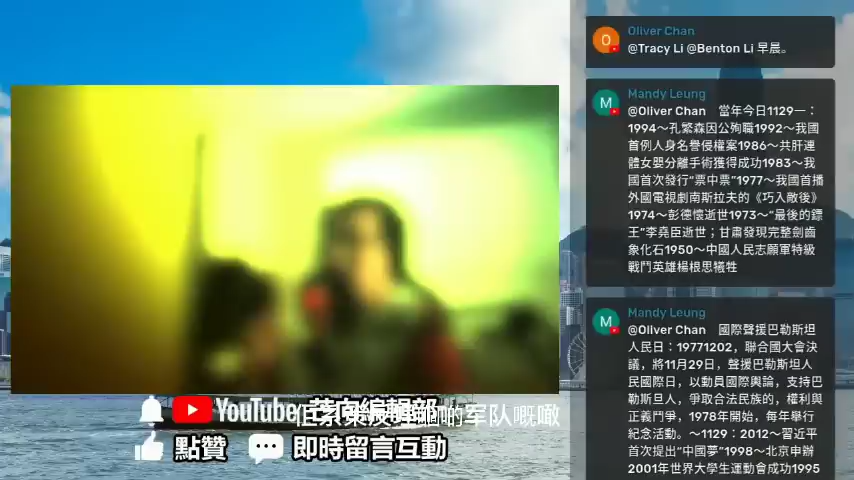 Oliver Chan
@Tracy Li @Benton Li 早晨。
Mandy Leung
@Oliver Chan 當年今日1129一：
1994～孔繁森因公殉職1992～我國
首例人身名譽侵權案1986～共肝連
體女嬰分離手術獲得成功1983～我
國首次發行“票中票”1977～我國首播
外國電視劇南斯拉夫的《巧入敵後》
1974～彭德懷逝世1973～“最後的鏢
王”李堯臣逝世；甘肅發現完整劍齒
象化石1950～中國人民志願軍特級
戰鬥英雄楊根思犧牲
Mandy Leung
@Oliver Chan 國際聲援巴勒斯坦
人民日：19771202，聯合國大會決
議，將11月29日，聲援巴勒斯坦人
民國際日，以動員國際輿論，支持巴
勒斯旦人，爭取合法民族的，權利與
正義鬥爭，1978年開始，每年舉行
紀念活動。～1129：2012～習近平
首次提出“中國夢”1998～北京申辦
2001年世界大學生運動會成功1995
YouTube
的军队嘅噉
點贊
即時留言互動